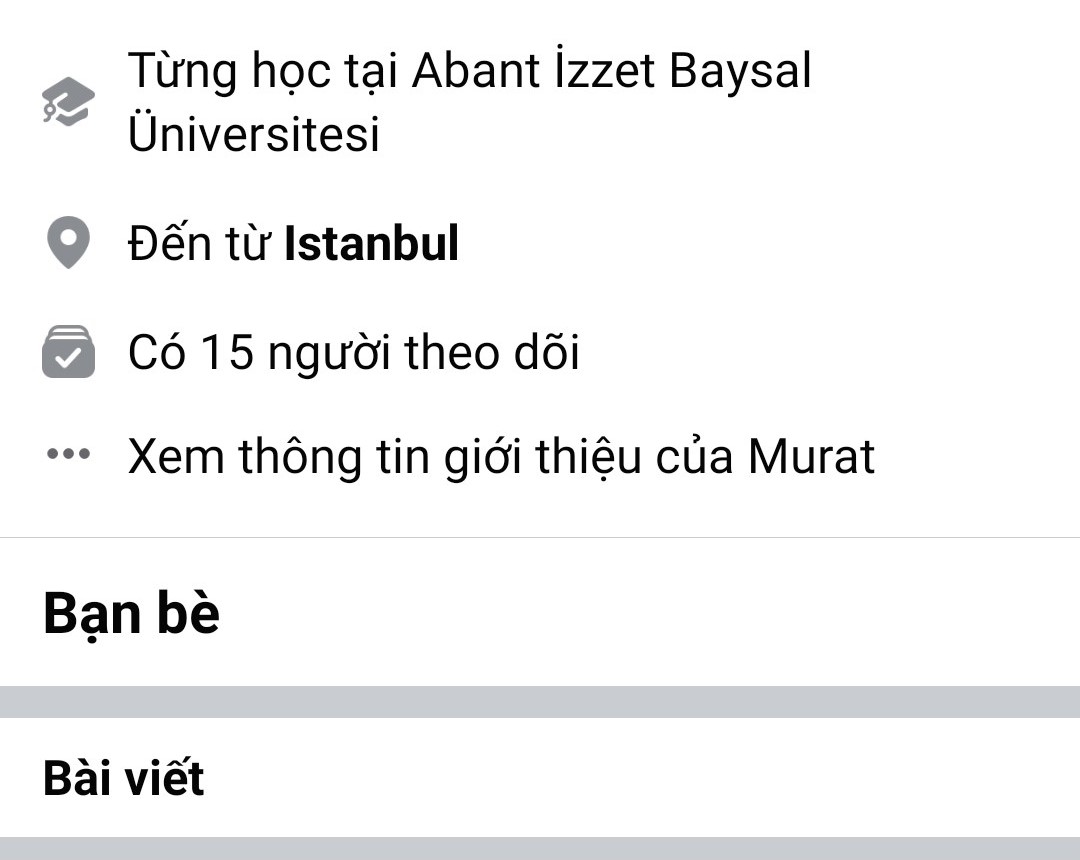 Từng học tại Abant İzzet Baysal
Üniversitesi
Đến từ Istanbul
Có 15 người theo dõi
Xem thông tin giới thiệu của Murat
Bạn bè
Bài viết